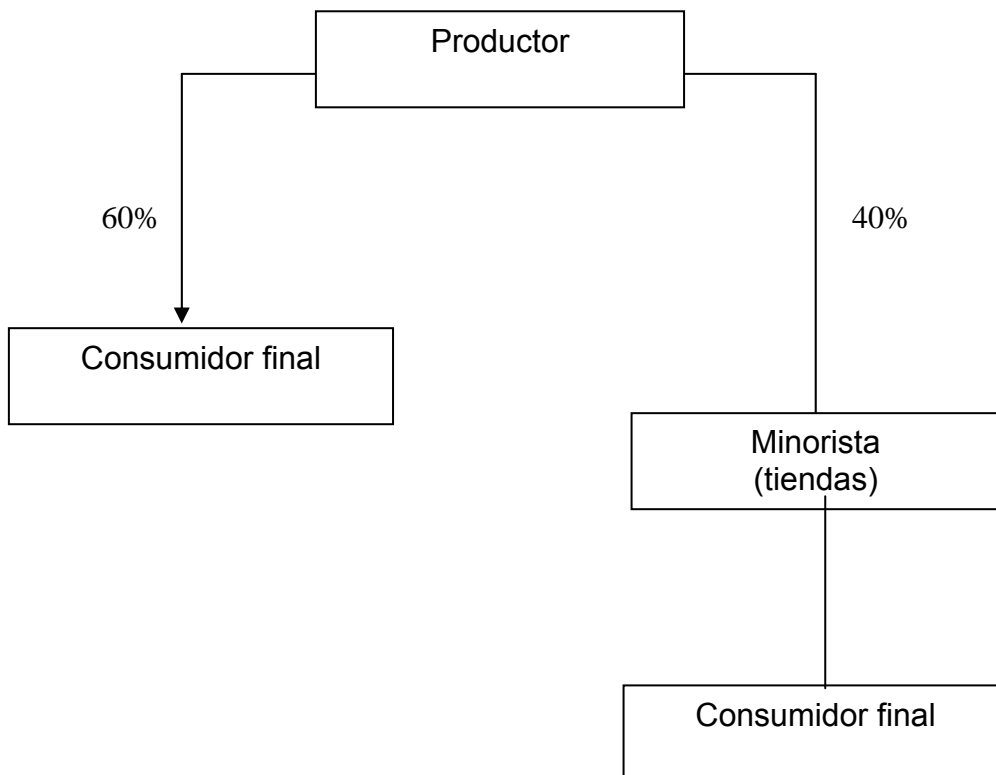 Productor
60%
40%
Consumidor final
Minorista
(tiendas)
Consumidor final